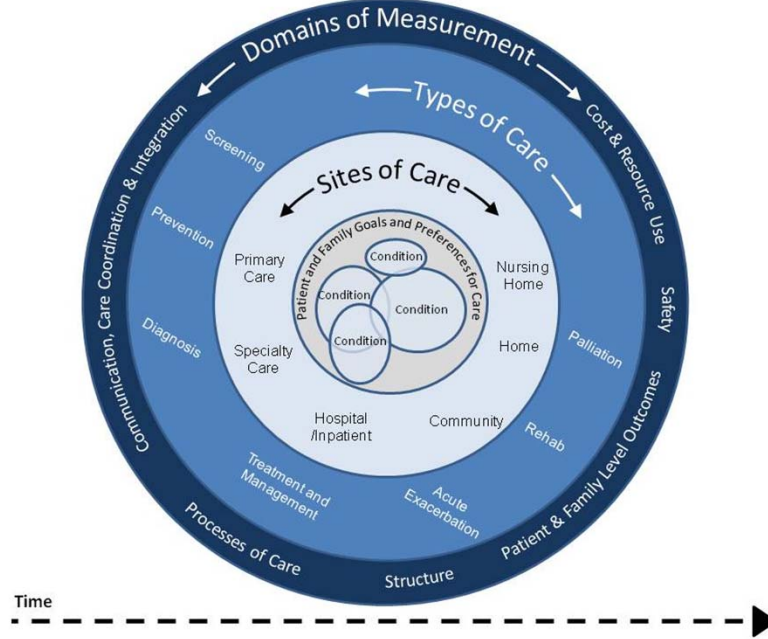 Domains of Measurement
Communication, Care Coordination & Integration
Cost & Resource Use
Safety
Patient & Family Level Outcomes
Structure
Processes of Care
Types of Care
Screening
Prevention
Diagnosis
Treatment and
Management
Acute
Exacerbation
Rehab
Palliation
Sites of Care
Primary
Care
Specialty
Care
Hospital
/Inpatient
Community
Home
Nursing
Home
Patient and Family Goals and Preferences for Care
Condition
Condition
Condition
Condition
Time